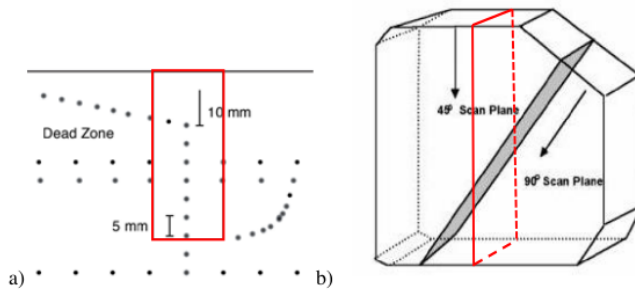 10 mm
Dead Zone
5 mm
a)
b)
45° Scan Plane
90° Scan Plane